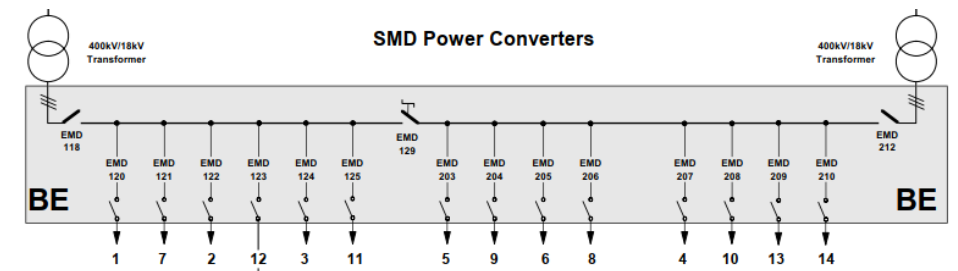 SMD Power Converters
400kV/18kV
Transformer
400kV/18kV
Transformer
EMD
118
EMD
129
EMD
212
EMD EMD EMD EMD EMD EMD EMD EMD EMD EMD EMD EMD EMD EMD
120 121 122 123 124 125 203 204 205 206 207 208 209 210
BE BE
1 7 2 12 3 11 5 9 6 8 4 10 13 14